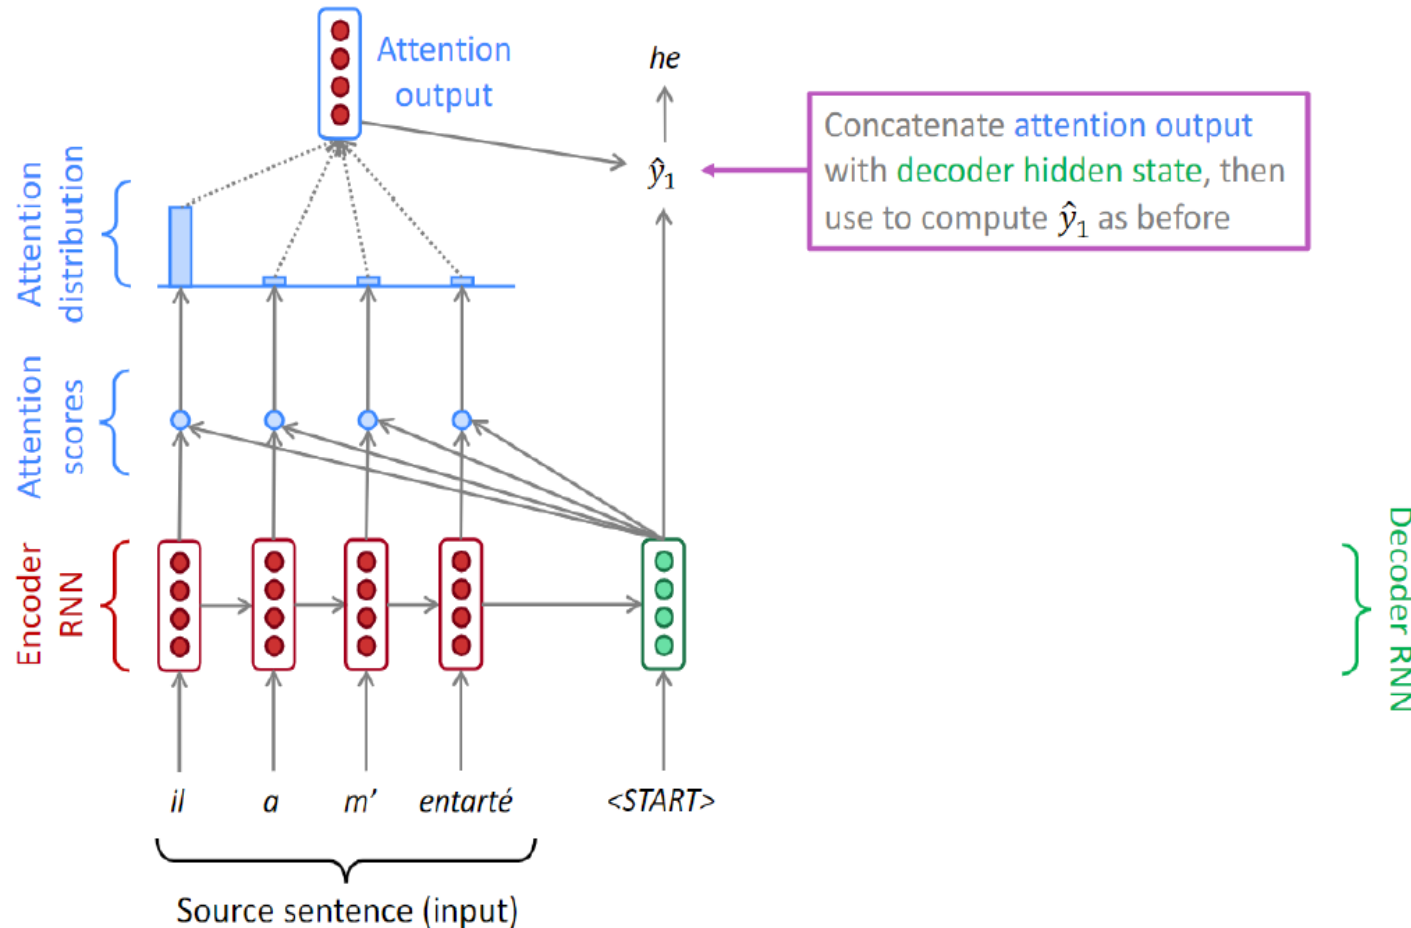 Attention
output
he
ŷ₁
Concatenate attention output
with decoder hidden state, then
use to compute ŷ₁ as before
Attention
distribution
Attention
scores
Encoder
RNN
Decoder RNN
il a m’ entarté <START>
Source sentence (input)